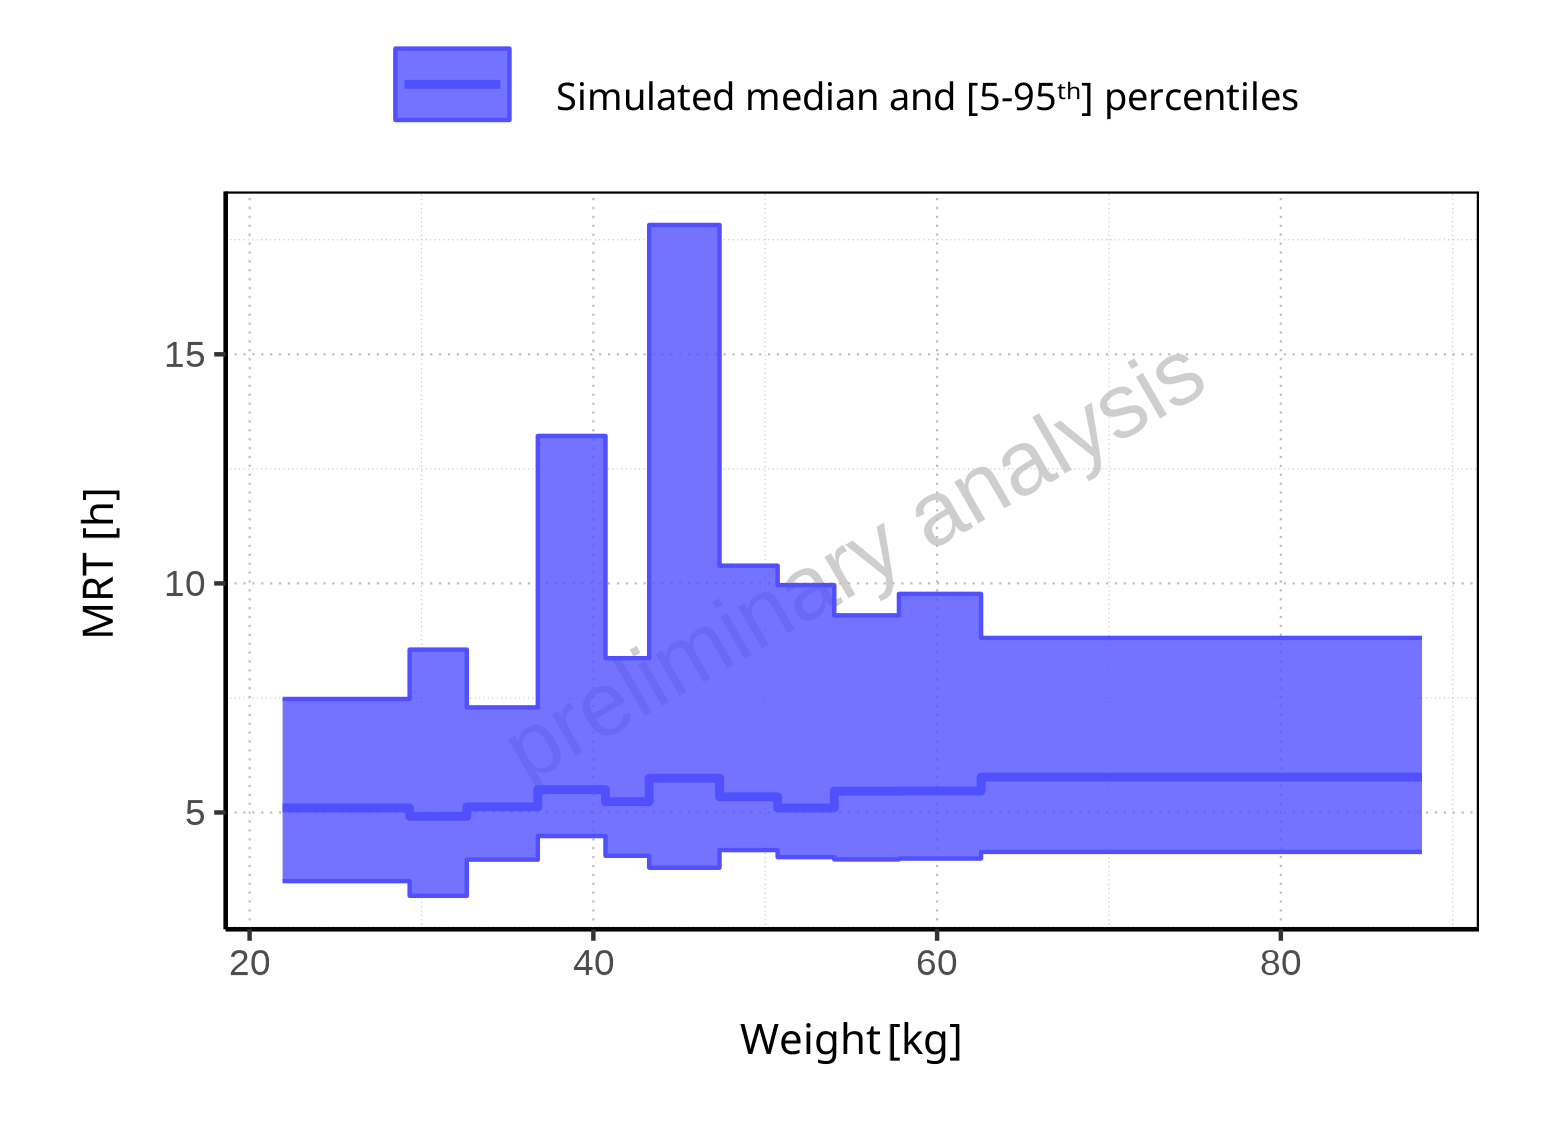 Simulated median and [5-95ᵗʰ] percentiles
MRT [h]
15
10
5
preliminary analysis
20 40 60 80
Weight [kg]